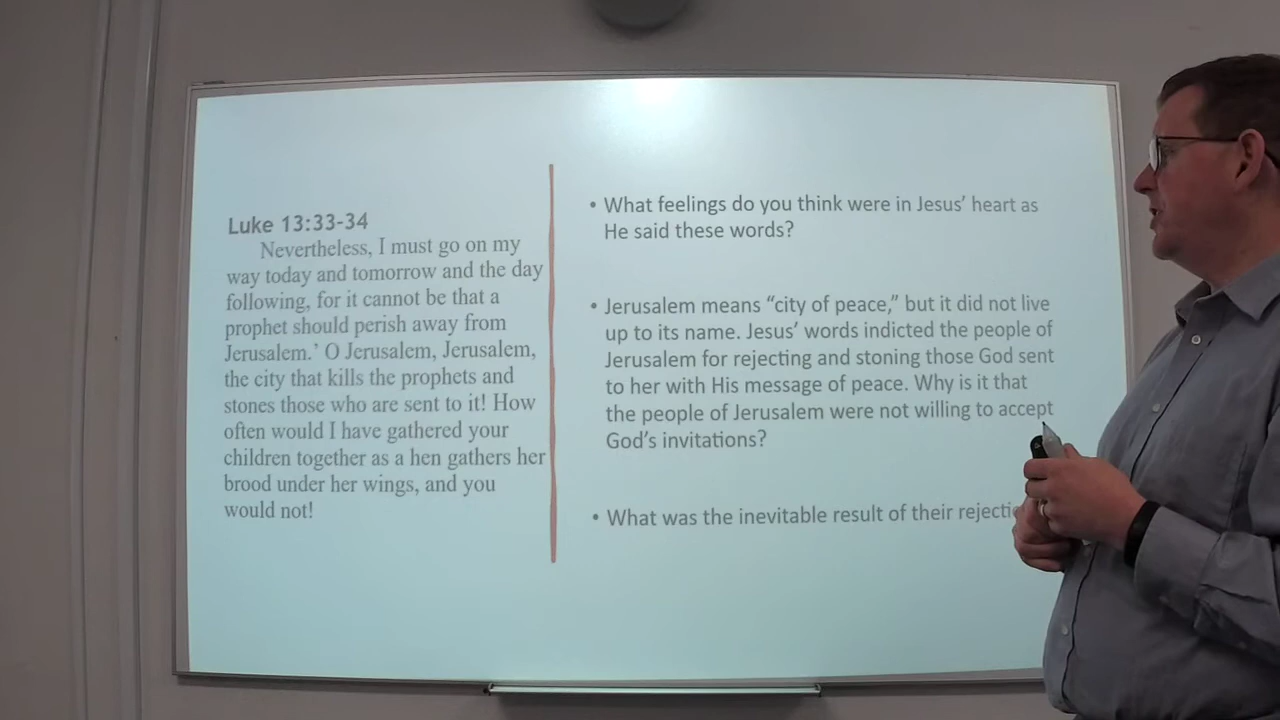 Luke 13:33-34
Nevertheless, I must go on my
way today and tomorrow and the day
following, for it cannot be that a
prophet should perish away from
Jerusalem.’ O Jerusalem, Jerusalem,
the city that kills the prophets and
stones those who are sent to it! How
often would I have gathered your
children together as a hen gathers her
brood under her wings, and you
would not!
• What feelings do you think were in Jesus’ heart as
He said these words?
• Jerusalem means “city of peace,” but it did not live
up to its name. Jesus’ words indicted the people of
Jerusalem for rejecting and stoning those God sent
to her with His message of peace. Why is it that
the people of Jerusalem were not willing to accept
God’s invitations?
• What was the inevitable result of their